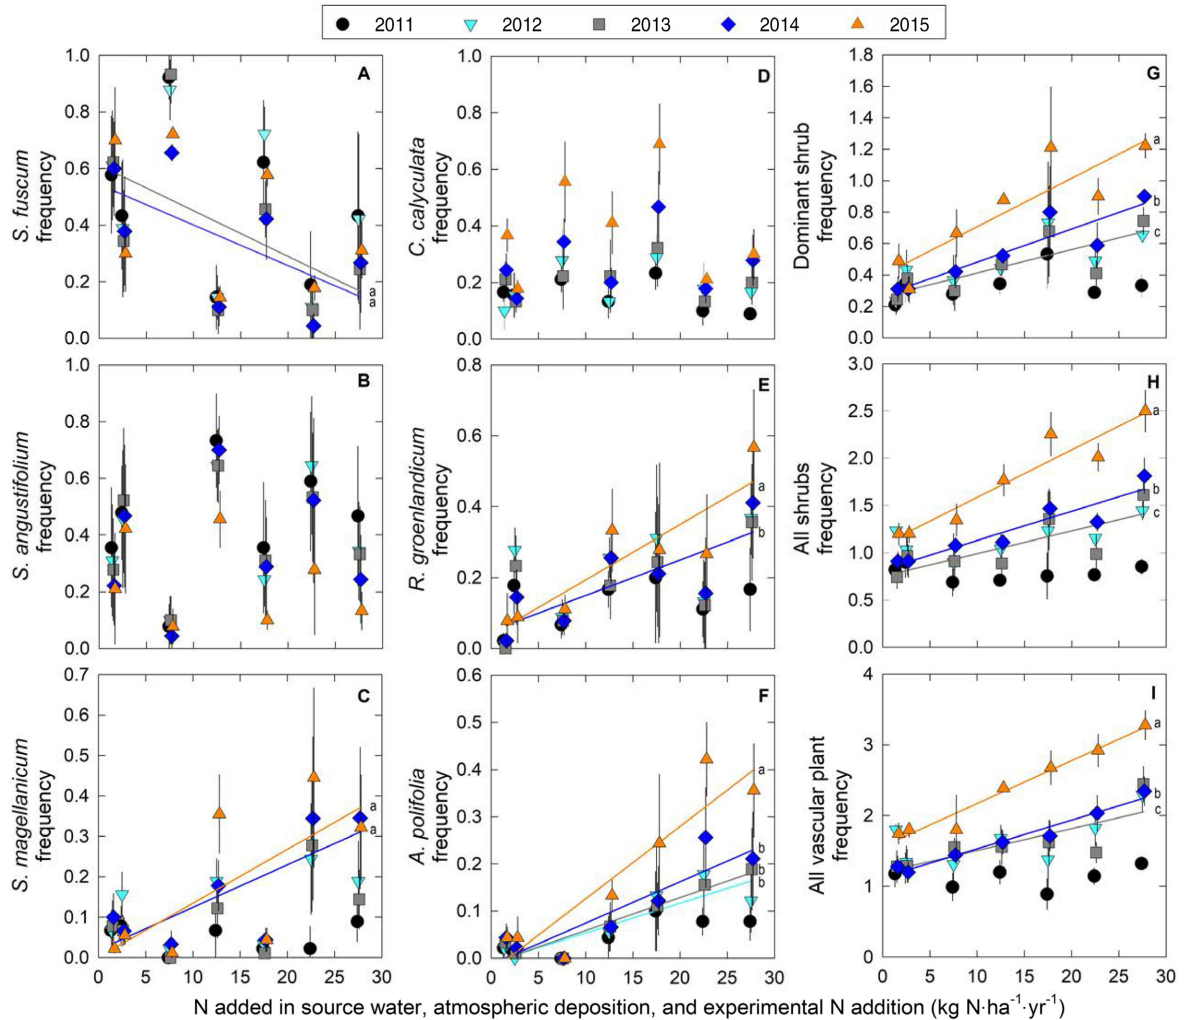 2011 2012 2013 2014 2015
S. fuscum
frequency
1.0
0.8
0.6
0.4
0.2
0.0
A
a
a
C. calyculata
frequency
1.0
0.8
0.6
0.4
0.2
0.0
D
Dominant shrub
frequency
1.8
1.6
1.4
1.2
1.0
0.8
0.6
0.4
0.2
0.0
G
a
b
c
S. angustifolium
frequency
1.0
0.8
0.6
0.4
0.2
0.0
B
R. groenlandicum
frequency
0.8
0.6
0.4
0.2
0.0
E
a
b
All shrubs
frequency
3.0
2.5
2.0
1.5
1.0
0.5
0.0
H
a
b
c
S. magellanicum
frequency
0.7
0.6
0.5
0.4
0.3
0.2
0.1
0.0
C
a
a
0 5 10 15 20 25 30
A. polifolia
frequency
0.6
0.5
0.4
0.3
0.2
0.1
0.0
F
a
b
b
b
0 5 10 15 20 25 30
All vascular plant
frequency
4
3
2
1
0
I
a
b
c
0 5 10 15 20 25 30
N added in source water, atmospheric deposition, and experimental N addition (kg N·ha⁻¹·yr⁻¹)